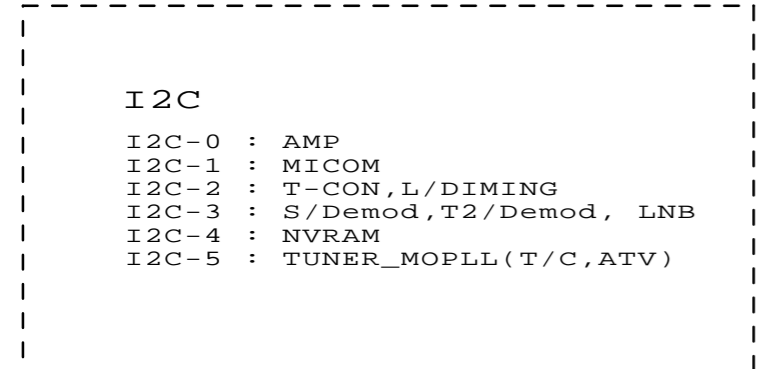 I2C
I2C-0 : AMP
I2C-1 : MICOM
I2C-2 : T-CON,L/DIMING
I2C-3 : S/Demod,T2/Demod, LNB
I2C-4 : NVRAM
I2C-5 : TUNER_MOPLL(T/C,ATV)